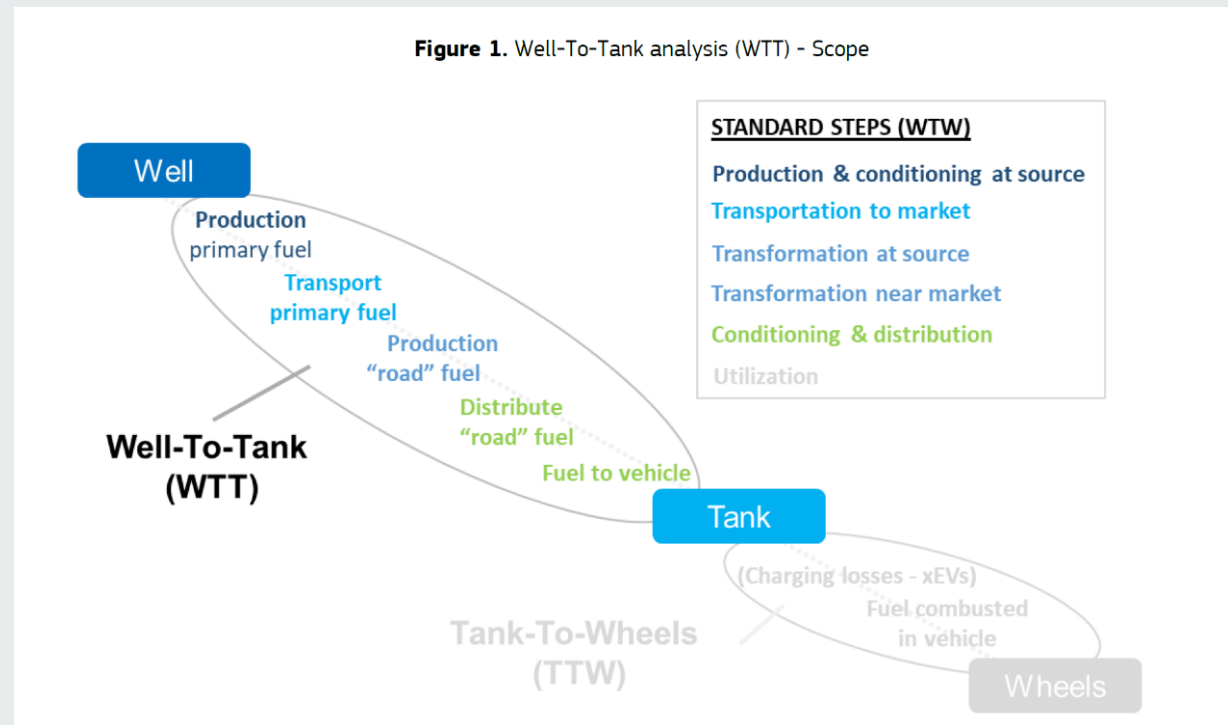 Figure 1. Well-To-Tank analysis (WTT) - Scope
STANDARD STEPS (WTW)
Production & conditioning at source
Transportation to market
Transformation at source
Transformation near market
Conditioning & distribution
Utilization
Well
Production
primary fuel
Transport
primary fuel
Production
“road” fuel
Distribute
“road” fuel
Fuel to vehicle
Well-To-Tank
(WTT)
Tank
(Charging losses - xEVs)
Fuel combusted
in vehicle
Tank-To-Wheels
(TTW)
Wheels